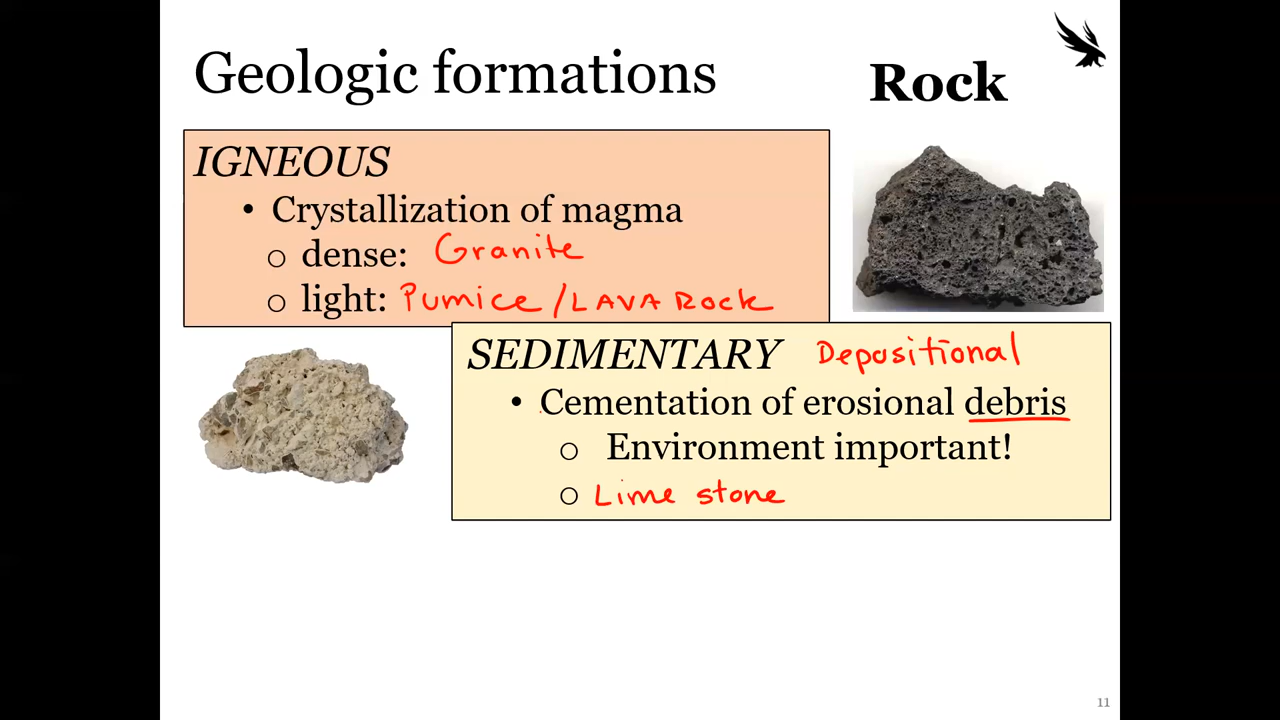 Geologic formations
Rock
IGNEOUS
• Crystallization of magma
o dense: Granite
o light: Pumice/LAVA Rock
SEDIMENTARY Depositional
• Cementation of erosional debris
o Environment important!
o Lime stone
11